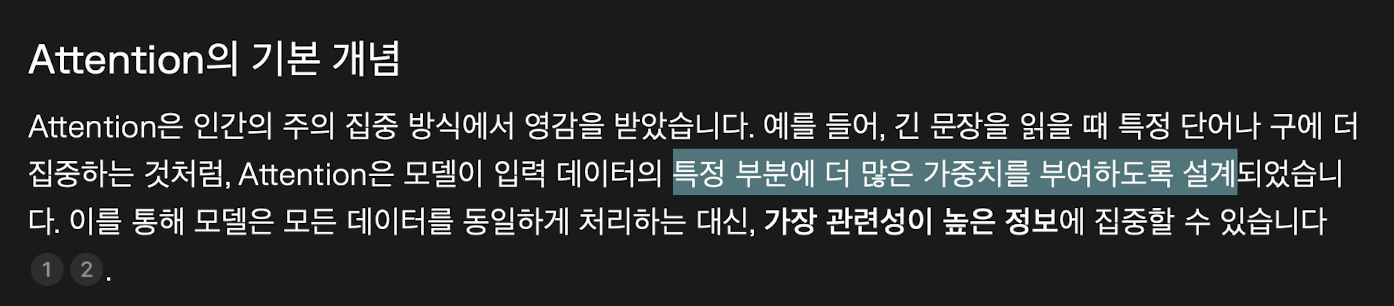 Attention의 기본 개념
Attention은 인간의 주의 집중 방식에서 영감을 받았습니다. 예를 들어, 긴 문장을 읽을 때 특정 단어나 구에 더
집중하는 것처럼, Attention은 모델이 입력 데이터의 특정 부분에 더 많은 가중치를 부여하도록 설계되었습니
다. 이를 통해 모델은 모든 데이터를 동일하게 처리하는 대신, 가장 관련성이 높은 정보에 집중할 수 있습니다
1 2 .